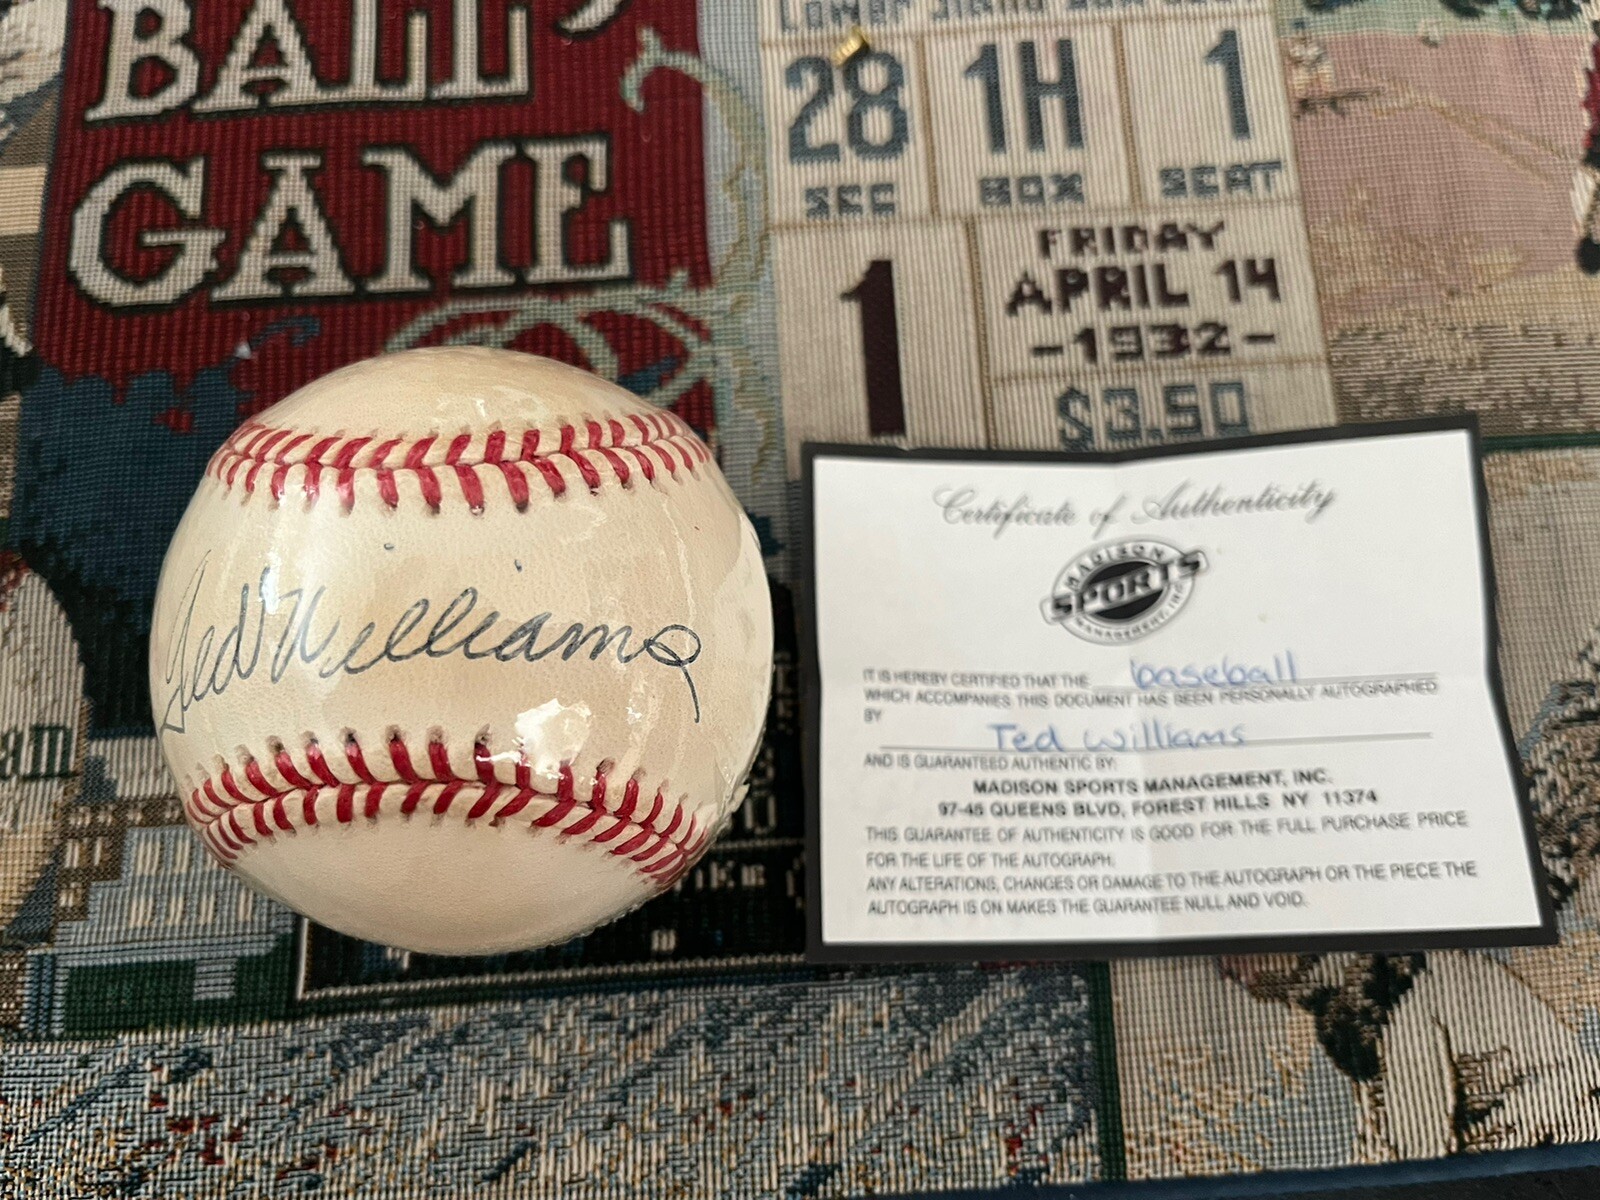 BALL
GAME
28 1H 1
SEC BOX SEAT
1
FRIDAY
APRIL 14
-1932-
$3.50
Ted Williams
Certificate of Authenticity
MADISON
SPORTS
MANAGEMENT, INC.
IT IS HEREBY CERTIFIED THAT THE baseball
WHICH ACCOMPANIES THIS DOCUMENT HAS BEEN PERSONALLY AUTOGRAPHED
BY Ted Williams
AND IS GUARANTEED AUTHENTIC BY:
MADISON SPORTS MANAGEMENT, INC.
97-45 QUEENS BLVD, FOREST HILLS NY 11374
THIS GUARANTEE OF AUTHENTICITY IS GOOD FOR THE FULL PURCHASE PRICE
FOR THE LIFE OF THE AUTOGRAPH.
ANY ALTERATIONS, CHANGES OR DAMAGE TO THE AUTOGRAPH OR THE PIECE THE
AUTOGRAPH IS ON MAKES THE GUARANTEE NULL AND VOID.